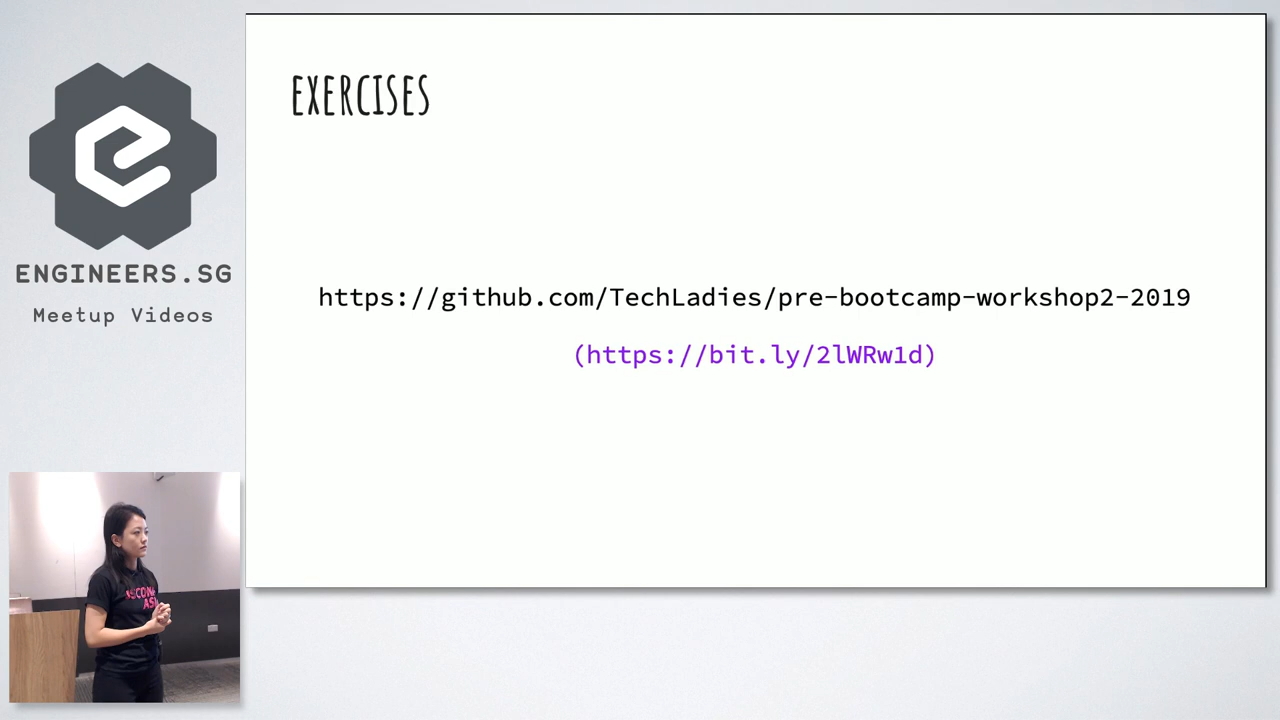 EXERCISES
https://github.com/TechLadies/pre-bootcamp-workshop2-2019
(https://bit.ly/2lWRw1d)
ENGINEERS.SG
Meetup Videos